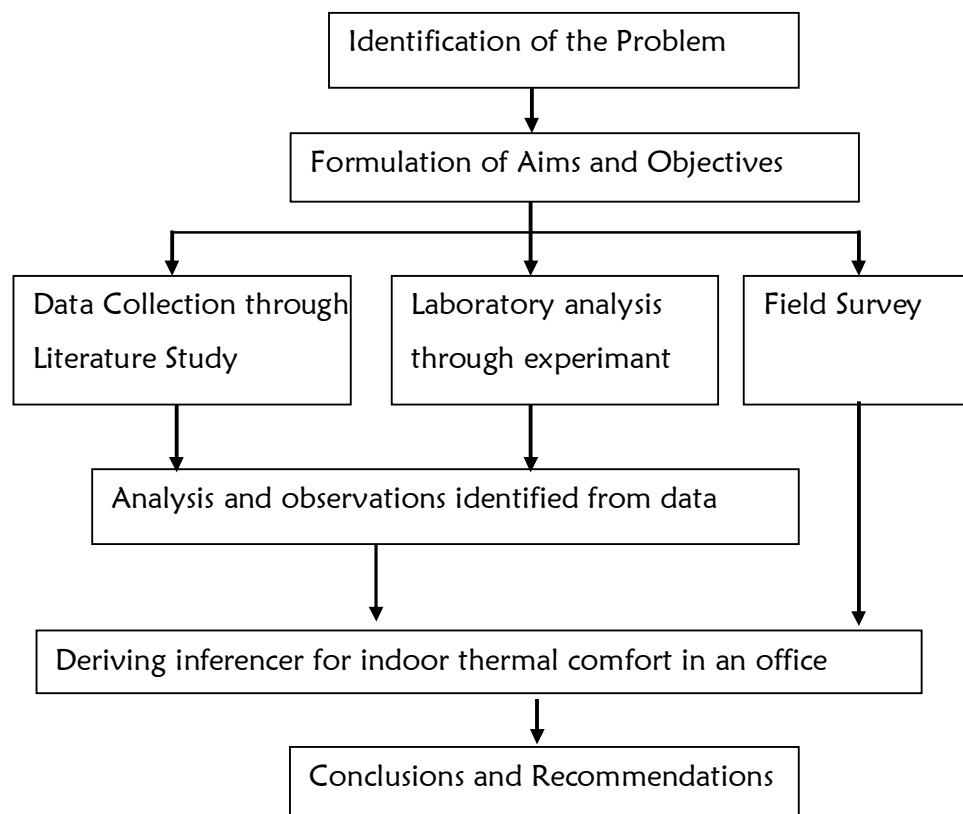 Identification of the Problem
Formulation of Aims and Objectives
Data Collection through
Literature Study
Laboratory analysis
through experimant
Field Survey
Analysis and observations identified from data
Deriving inferencer for indoor thermal comfort in an office
Conclusions and Recommendations